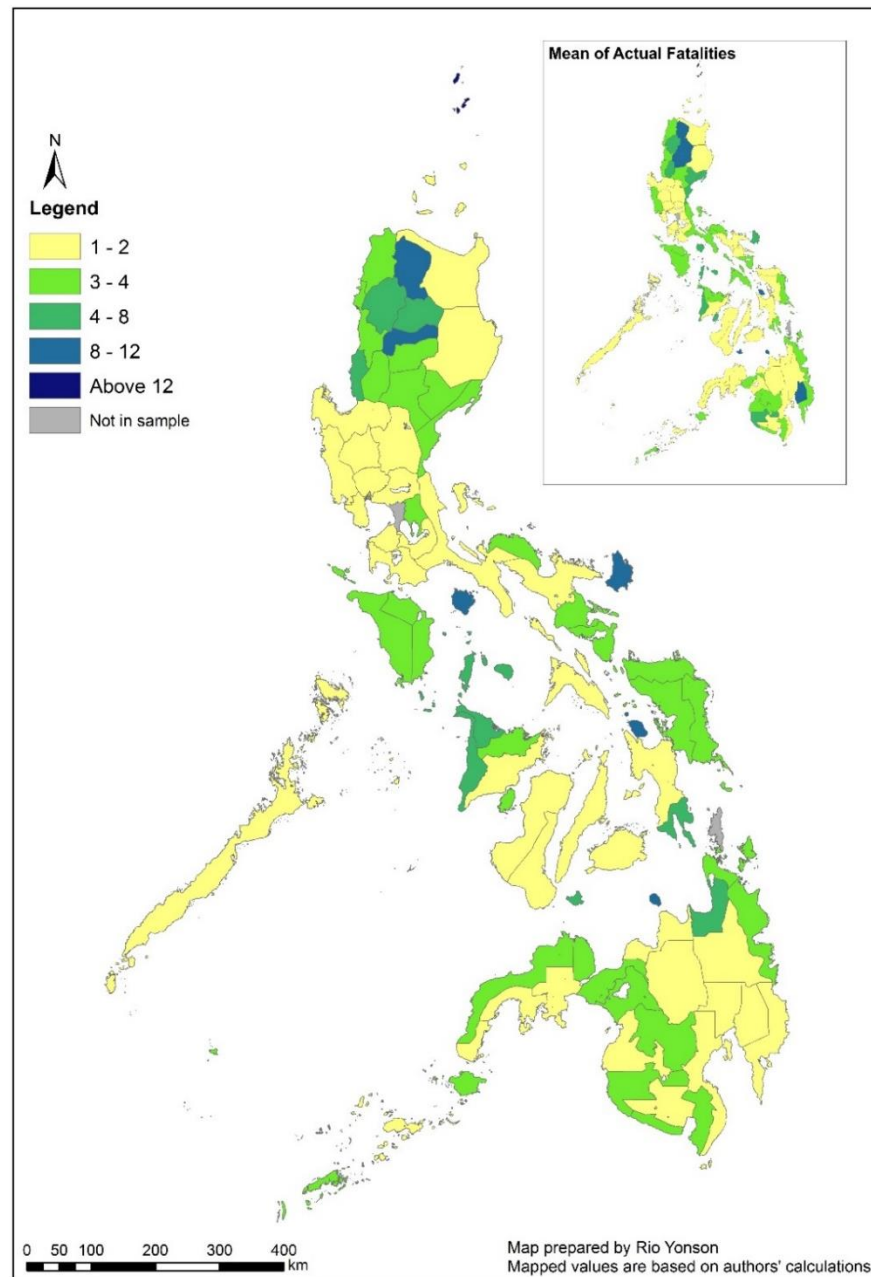 Mean of Actual Fatalities
N
Legend
1 - 2
3 - 4
4 - 8
8 - 12
Above 12
Not in sample
0 50 100 200 300 400
km
Map prepared by Rio Yonson
Mapped values are based on authors' calculations